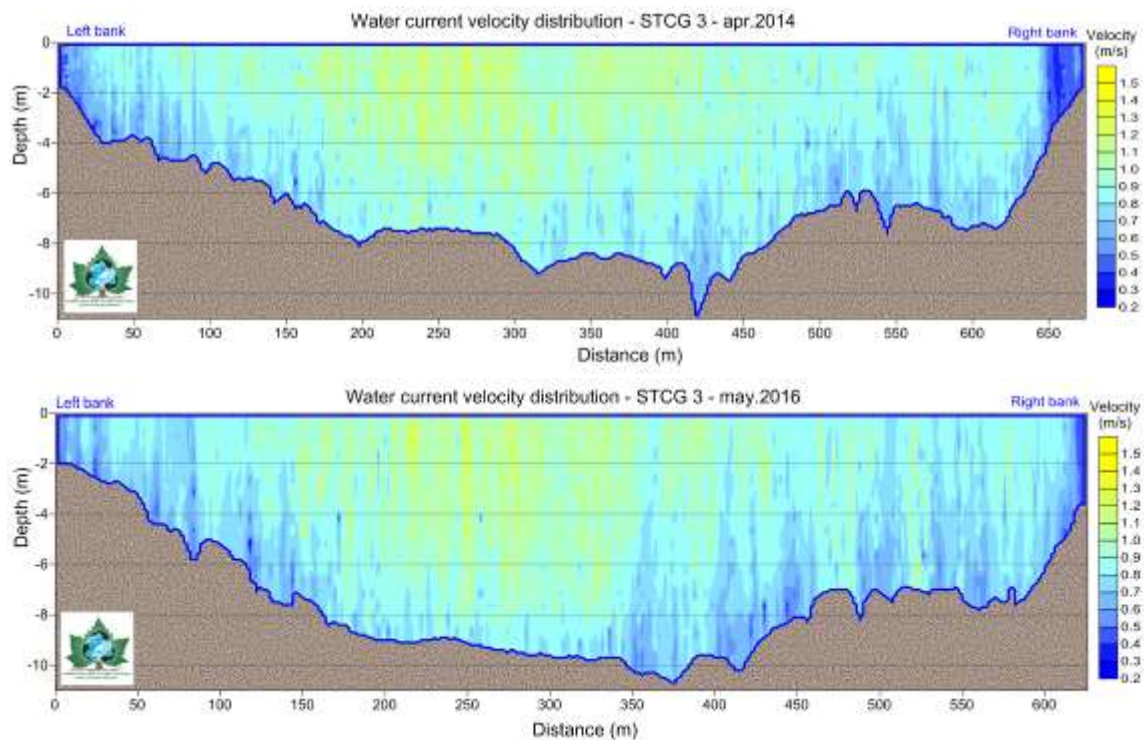 Water current velocity distribution - STCG 3 - apr.2014
Left bank
Right bank
Velocity
(m/s)
Depth (m)
0
-2
-4
-6
-8
-10
1.5
1.4
1.3
1.2
1.1
1.0
0.9
0.8
0.7
0.6
0.5
0.4
0.3
0.2
0 50 100 150 200 250 300 350 400 450 500 550 600 650
Distance (m)
Water current velocity distribution - STCG 3 - may.2016
Left bank
Right bank
Velocity
(m/s)
Depth (m)
0
-2
-4
-6
-8
-10
1.5
1.4
1.3
1.2
1.1
1.0
0.9
0.8
0.7
0.6
0.5
0.4
0.3
0.2
0 50 100 150 200 250 300 350 400 450 500 550 600
Distance (m)